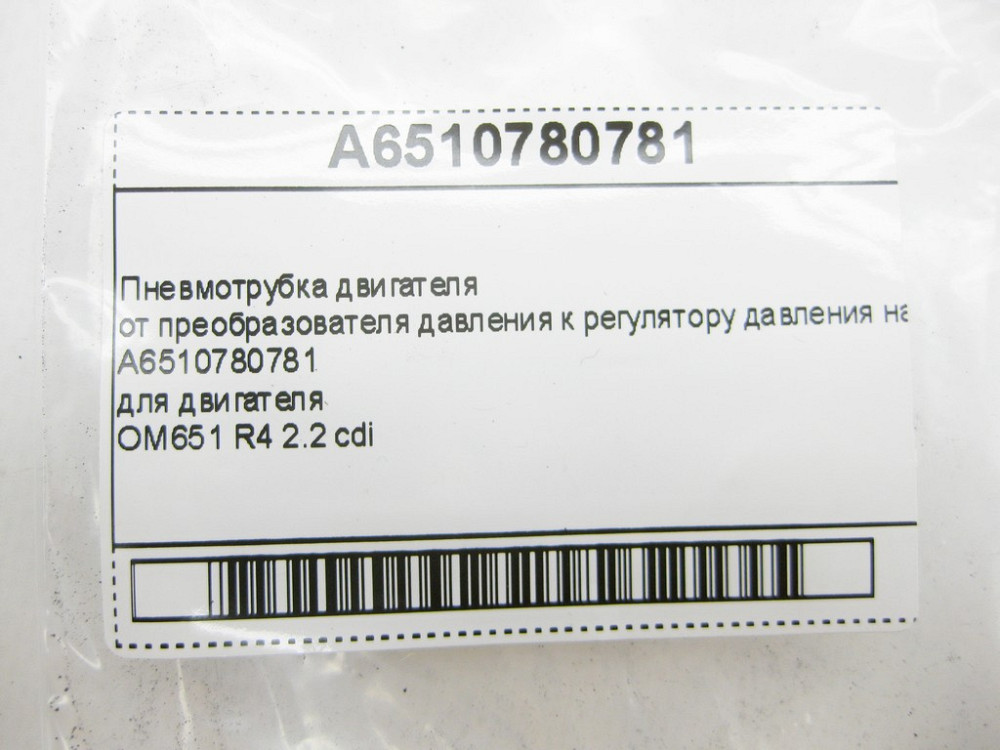 A6510780781
Пневмотрубка двигателя
от преобразователя давления к регулятору давления на
A6510780781
для двигателя
OM651 R4 2.2 cdi